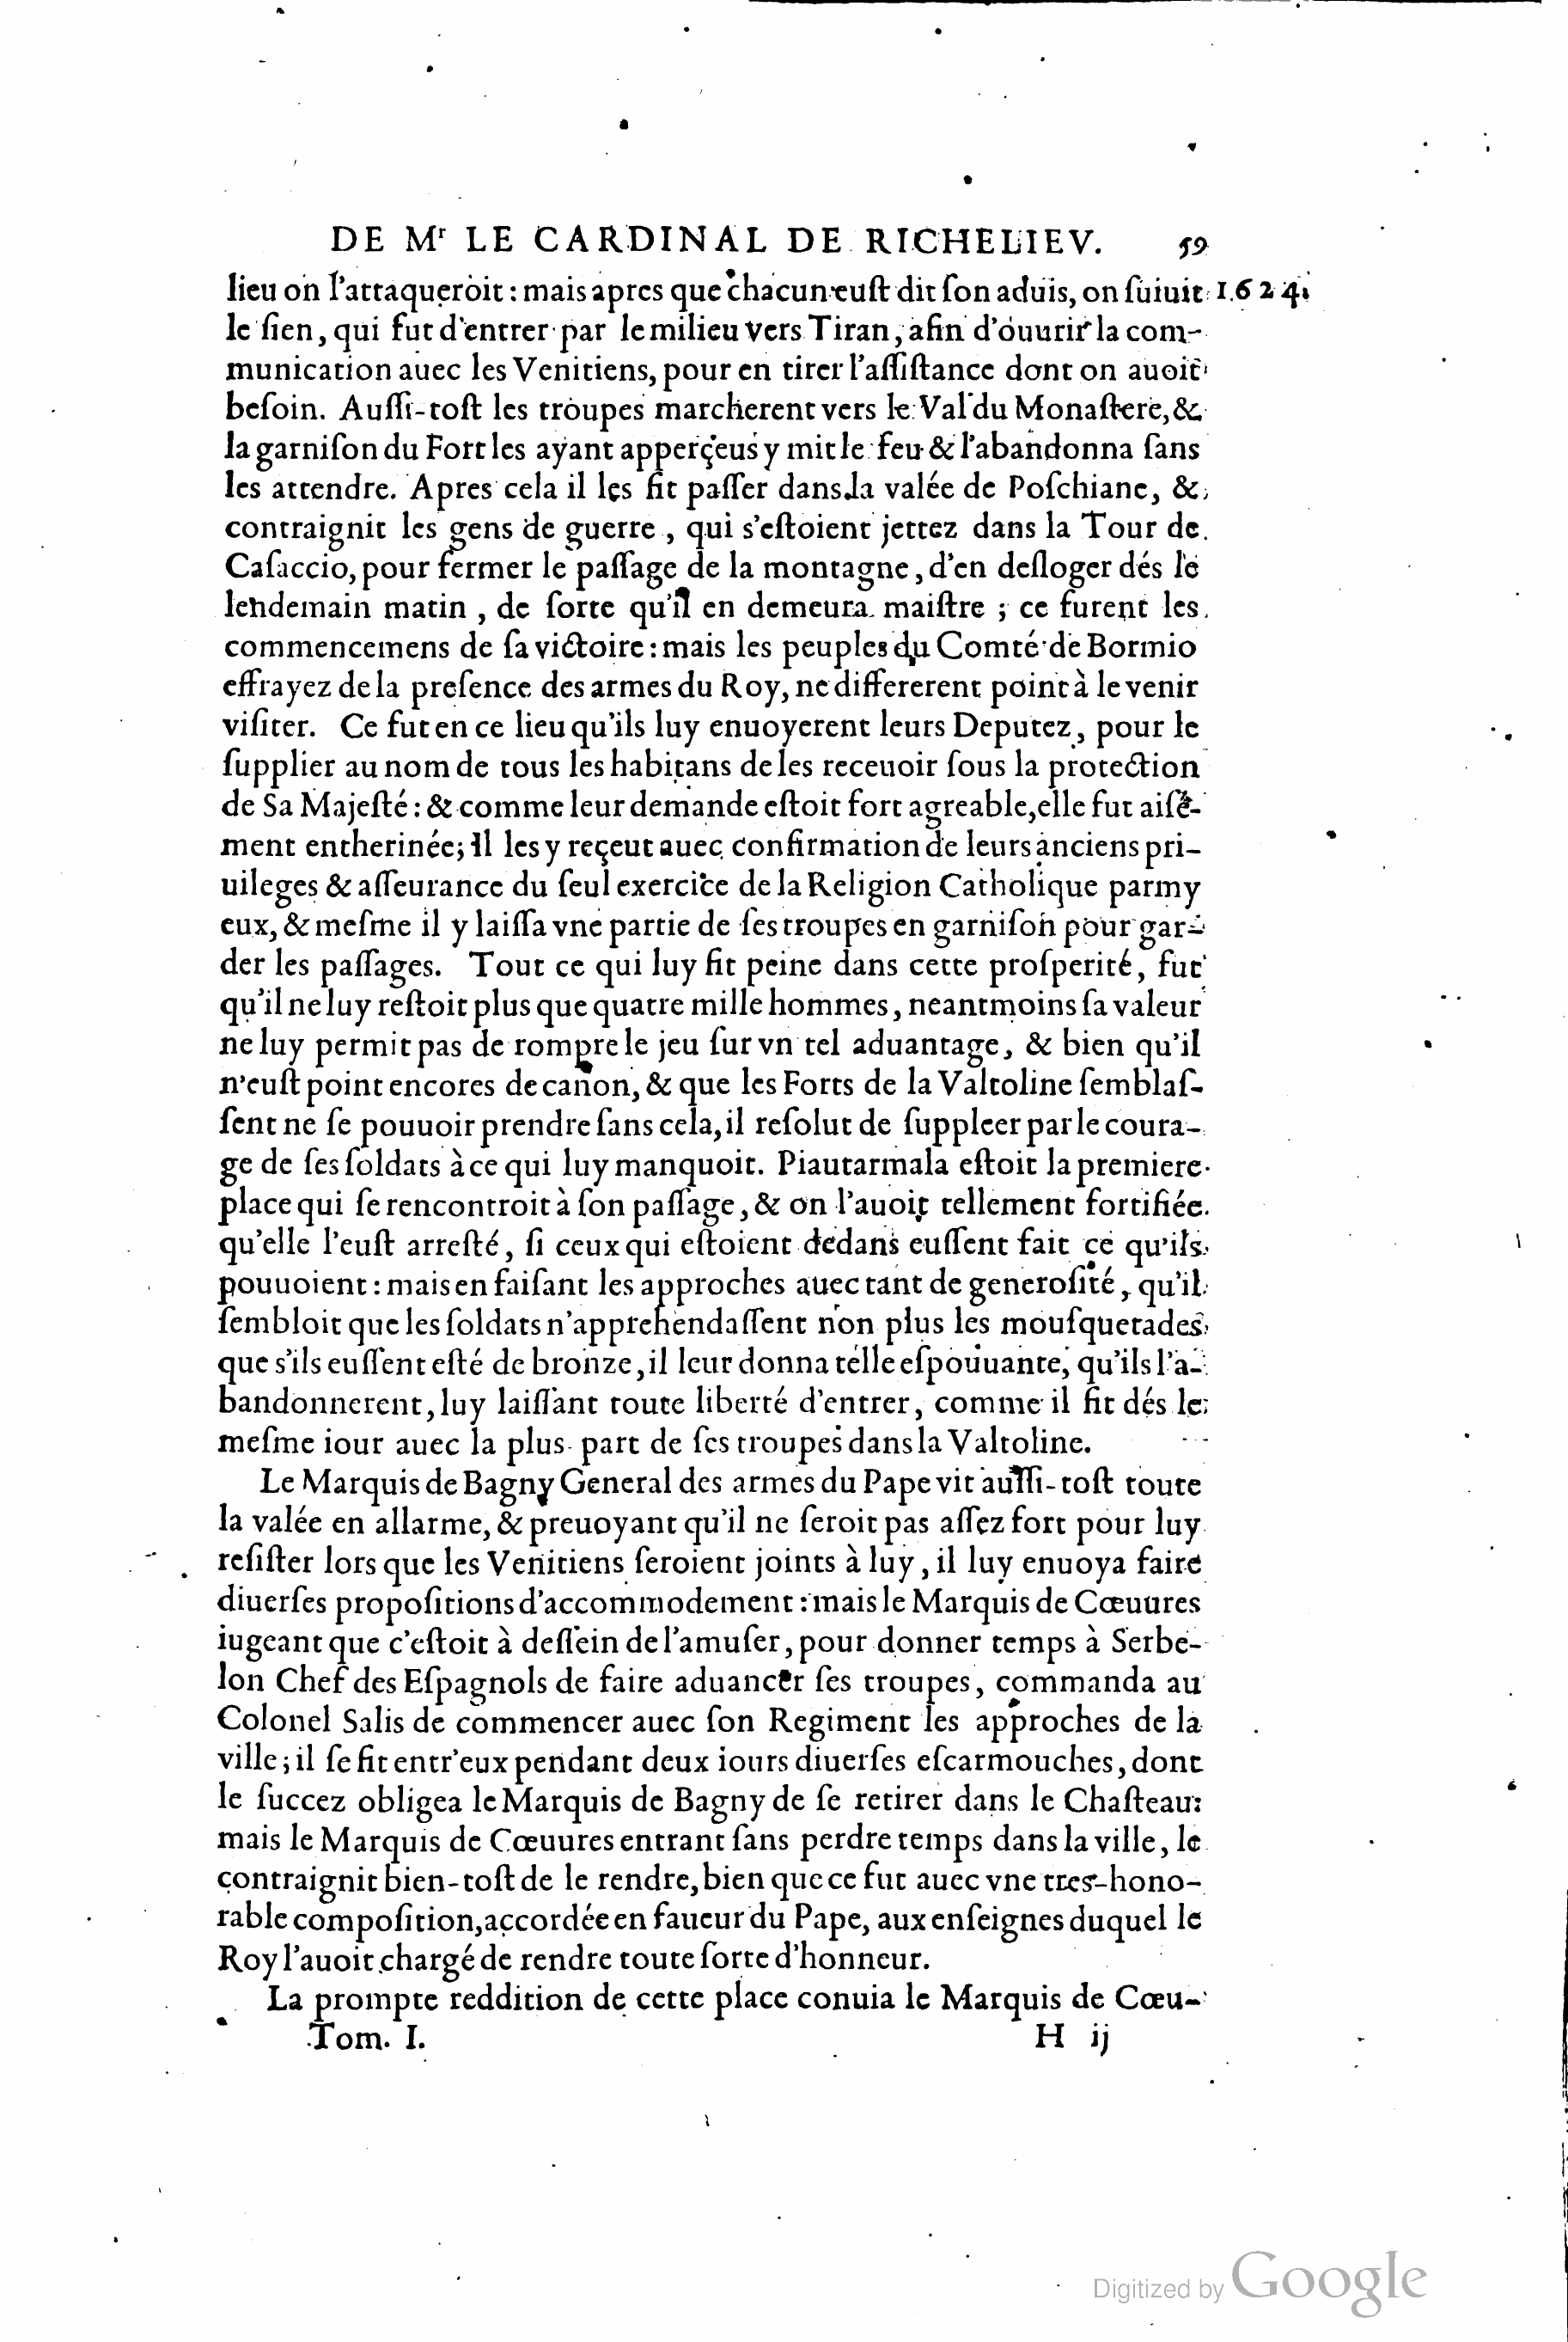 DE Mr LE CARDINAL DE RICHELIEV. 59
lieu on l'attaqueroit : mais apres que chacun eust dit son aduis, on suiuit 1624.
le sien, qui fut d'entrer par le milieu vers Tiran, afin d'ouurir la com-
munication auec les Venitiens, pour en tirer l'assistance dont on auoit
besoin. Aussi-tost les troupes marcherent vers le Val du Monastere, &
la garnison du Fort les ayant apperçeus y mit le feu & l'abandonna sans
les attendre. Apres cela il les fit passer dans la valée de Poschiane, &
contraignit les gens de guerre, qui s'estoient jettez dans la Tour de
Casaccio, pour fermer le passage de la montagne, d'en desloger dés le
lendemain matin, de sorte qu'il en demeura maistre ; ce furent les
commencemens de sa victoire : mais les peuples du Comté de Bormio
effrayez de la presence des armes du Roy, ne differerent point à le venir
visiter. Ce fut en ce lieu qu'ils luy enuoyerent leurs Deputez, pour le
supplier au nom de tous les habitans de les receuoir sous la protection
de Sa Majesté : & comme leur demande estoit fort agreable, elle fut aisé-
ment entherinée; il les y reçeut auec confirmation de leurs anciens pri-
uileges & asseurance du seul exercice de la Religion Catholique parmy
eux, & mesme il y laissa vne partie de ses troupes en garnison pour gar-
der les passages. Tout ce qui luy fit peine dans cette prosperité, fut
qu'il ne luy restoit plus que quatre mille hommes, neantmoins sa valeur
ne luy permit pas de rompre le jeu sur vn tel aduantage, & bien qu'il
n'eust point encores de canon, & que les Forts de la Valtoline semblas-
sent ne se pouuoir prendre sans cela, il resolut de suppleer par le coura-
ge de ses soldats à ce qui luy manquoit. Piautarmala estoit la premiere
place qui se rencontroit à son passage, & on l'auoit tellement fortifiée
qu'elle l'eust arresté, si ceux qui estoient dedans eussent fait ce qu'ils
pouuoient : mais en faisant les approches auec tant de generosité, qu'il
sembloit que les soldats n'apprehendassent non plus les mousquetades
que s'ils eussent esté de bronze, il leur donna telle espouuante, qu'ils l'a-
bandonnerent, luy laissant toute liberté d'entrer, comme il fit dés le
mesme iour auec la plus part de ses troupes dans la Valtoline.
Le Marquis de Bagny General des armes du Pape vit aussi-tost toute
la valée en allarme, & preuoyant qu'il ne seroit pas assez fort pour luy
resister lors que les Venitiens seroient joints à luy, il luy enuoya faire
diuerses propositions d'accommodement : mais le Marquis de Cœuures
iugeant que c'estoit à dessein de l'amuser, pour donner temps à Serbe-
lon Chef des Espagnols de faire aduancer ses troupes, commanda au
Colonel Salis de commencer auec son Regiment les approches de la
ville ; il se fit entr'eux pendant deux iours diuerses escarmouches, dont
le succez obligea le Marquis de Bagny de se retirer dans le Chasteau:
mais le Marquis de Cœuures entrant sans perdre temps dans la ville, le
contraignit bien-tost de le rendre, bien que ce fut auec vne tres-hono-
rable composition, accordée en faueur du Pape, aux enseignes duquel le
Roy l'auoit chargé de rendre toute sorte d'honneur.
La prompte reddition de cette place conuia le Marquis de Cœu-
Tom. I. H ij
Digitized by Google